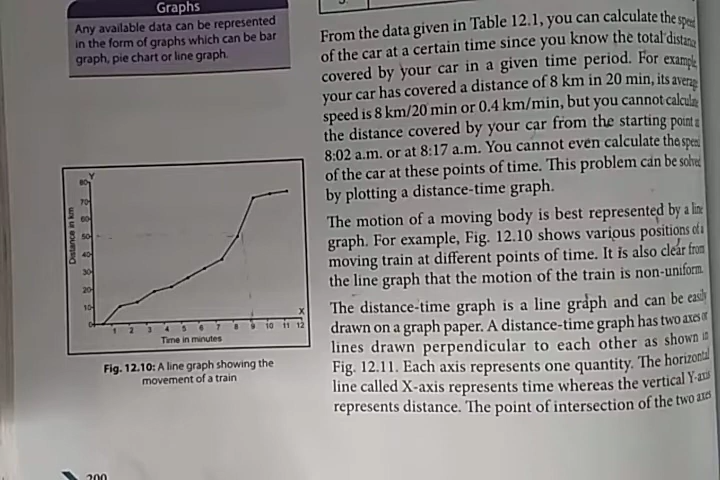 Graphs
Any available data can be represented
in the form of graphs which can be bar
graph, pie chart or line graph.
Y
80
70
60
50
40
30
20
10
0
Distance in km
X
1 2 3 4 5 6 7 8 9 10 11 12
Time in minutes
Fig. 12.10: A line graph showing the
movement of a train
200
From the data given in Table 12.1, you can calculate the speed
of the car at a certain time since you know the total distance
covered by your car in a given time period. For example
your car has covered a distance of 8 km in 20 min, its average
speed is 8 km/20 min or 0.4 km/min, but you cannot calculate
the distance covered by your car from the starting point
8:02 a.m. or at 8:17 a.m. You cannot even calculate the speed
of the car at these points of time. This problem can be solved
by plotting a distance-time graph.
The motion of a moving body is best represented by a line
graph. For example, Fig. 12.10 shows various positions of a
moving train at different points of time. It is also clear from
the line graph that the motion of the train is non-uniform.
The distance-time graph is a line graph and can be easily
drawn on a graph paper. A distance-time graph has two axes or
lines drawn perpendicular to each other as shown in
Fig. 12.11. Each axis represents one quantity. The horizontal
line called X-axis represents time whereas the vertical Y-axis
represents distance. The point of intersection of the two axes